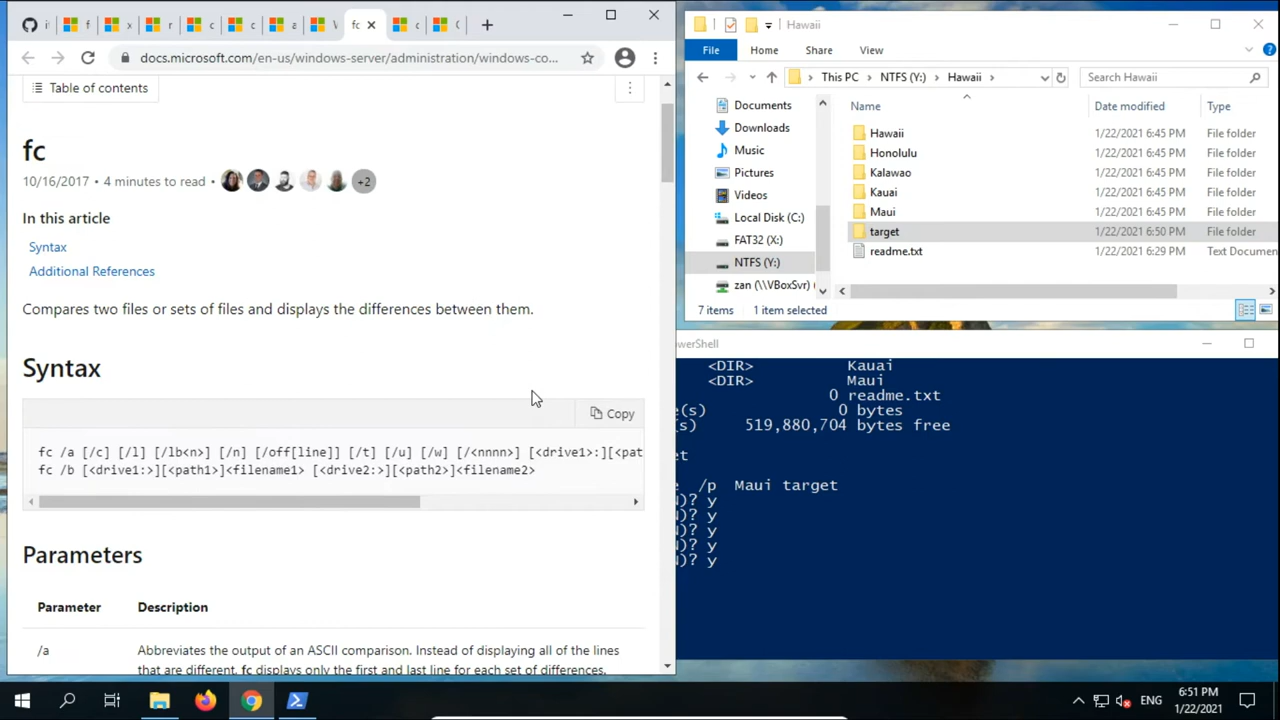 fc
docs.microsoft.com/en-us/windows-server/administration/windows-co...
Table of contents
fc
10/16/2017 • 4 minutes to read
+2
In this article
Syntax
Additional References
Compares two files or sets of files and displays the differences between them.
Syntax
Copy
fc /a [/c] [/l] [/lb<n>] [/n] [/off[line]] [/t] [/u] [/w] [/<nnnn>] [<drive1>:][<pat
fc /b [<drive1:>][<path1>]<filename1> [<drive2:>][<path2>]<filename2>
Parameters
Parameter Description
/a Abbreviates the output of an ASCII comparison. Instead of displaying all of the lines
that are different, fc displays only the first and last line for each set of differences.
Hawaii
File Home Share View
This PC NTFS (Y:) Hawaii
Search Hawaii
Documents
Downloads
Music
Pictures
Videos
Local Disk (C:)
FAT32 (X:)
NTFS (Y:)
zan (\\VBoxSvr) (
Name Date modified Type
Hawaii 1/22/2021 6:45 PM File folder
Honolulu 1/22/2021 6:45 PM File folder
Kalawao 1/22/2021 6:45 PM File folder
Kauai 1/22/2021 6:45 PM File folder
Maui 1/22/2021 6:45 PM File folder
target 1/22/2021 6:50 PM File folder
readme.txt 1/22/2021 6:29 PM Text Documen
7 items 1 item selected
owerShell
<DIR> Kauai
<DIR> Maui
0 readme.txt
e(s) 0 bytes
(s) 519,880,704 bytes free
et
e /p Maui target
N)? y
N)? y
N)? y
N)? y
N)? y
ENG
6:51 PM
1/22/2021